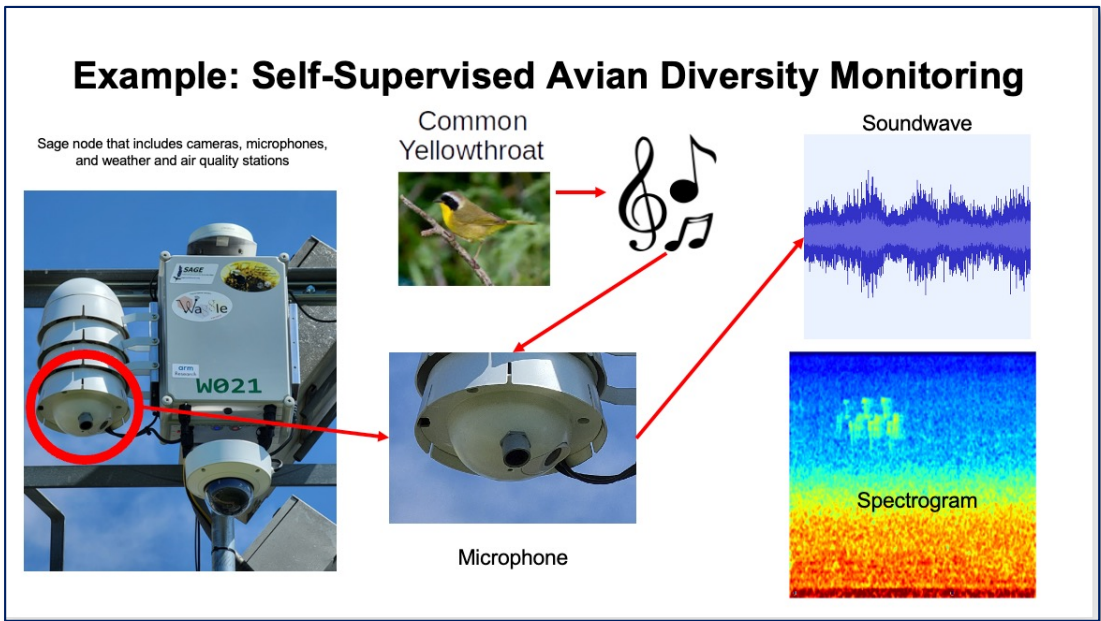 Example: Self-Supervised Avian Diversity Monitoring
Sage node that includes cameras, microphones,
and weather and air quality stations
Common
Yellowthroat
Soundwave
SAGE
Waggle
arm
Research
W021
Microphone
Spectrogram